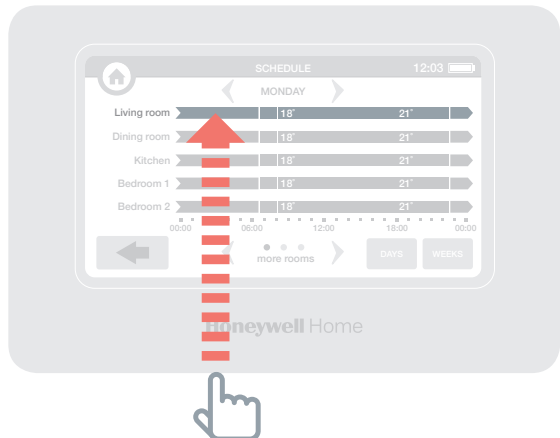 SCHEDULE 12:03
MONDAY
Living room 18° 21°
Dining room 18° 21°
Kitchen 18° 21°
Bedroom 1 18° 21°
Bedroom 2 18° 21°
00:00 06:00 12:00 18:00 00:00
more rooms DAYS WEEKS
Honeywell Home